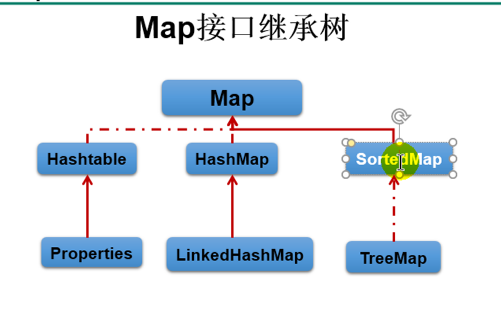 Map接口继承树
Map
Hashtable
HashMap
SortedMap
Properties
LinkedHashMap
TreeMap